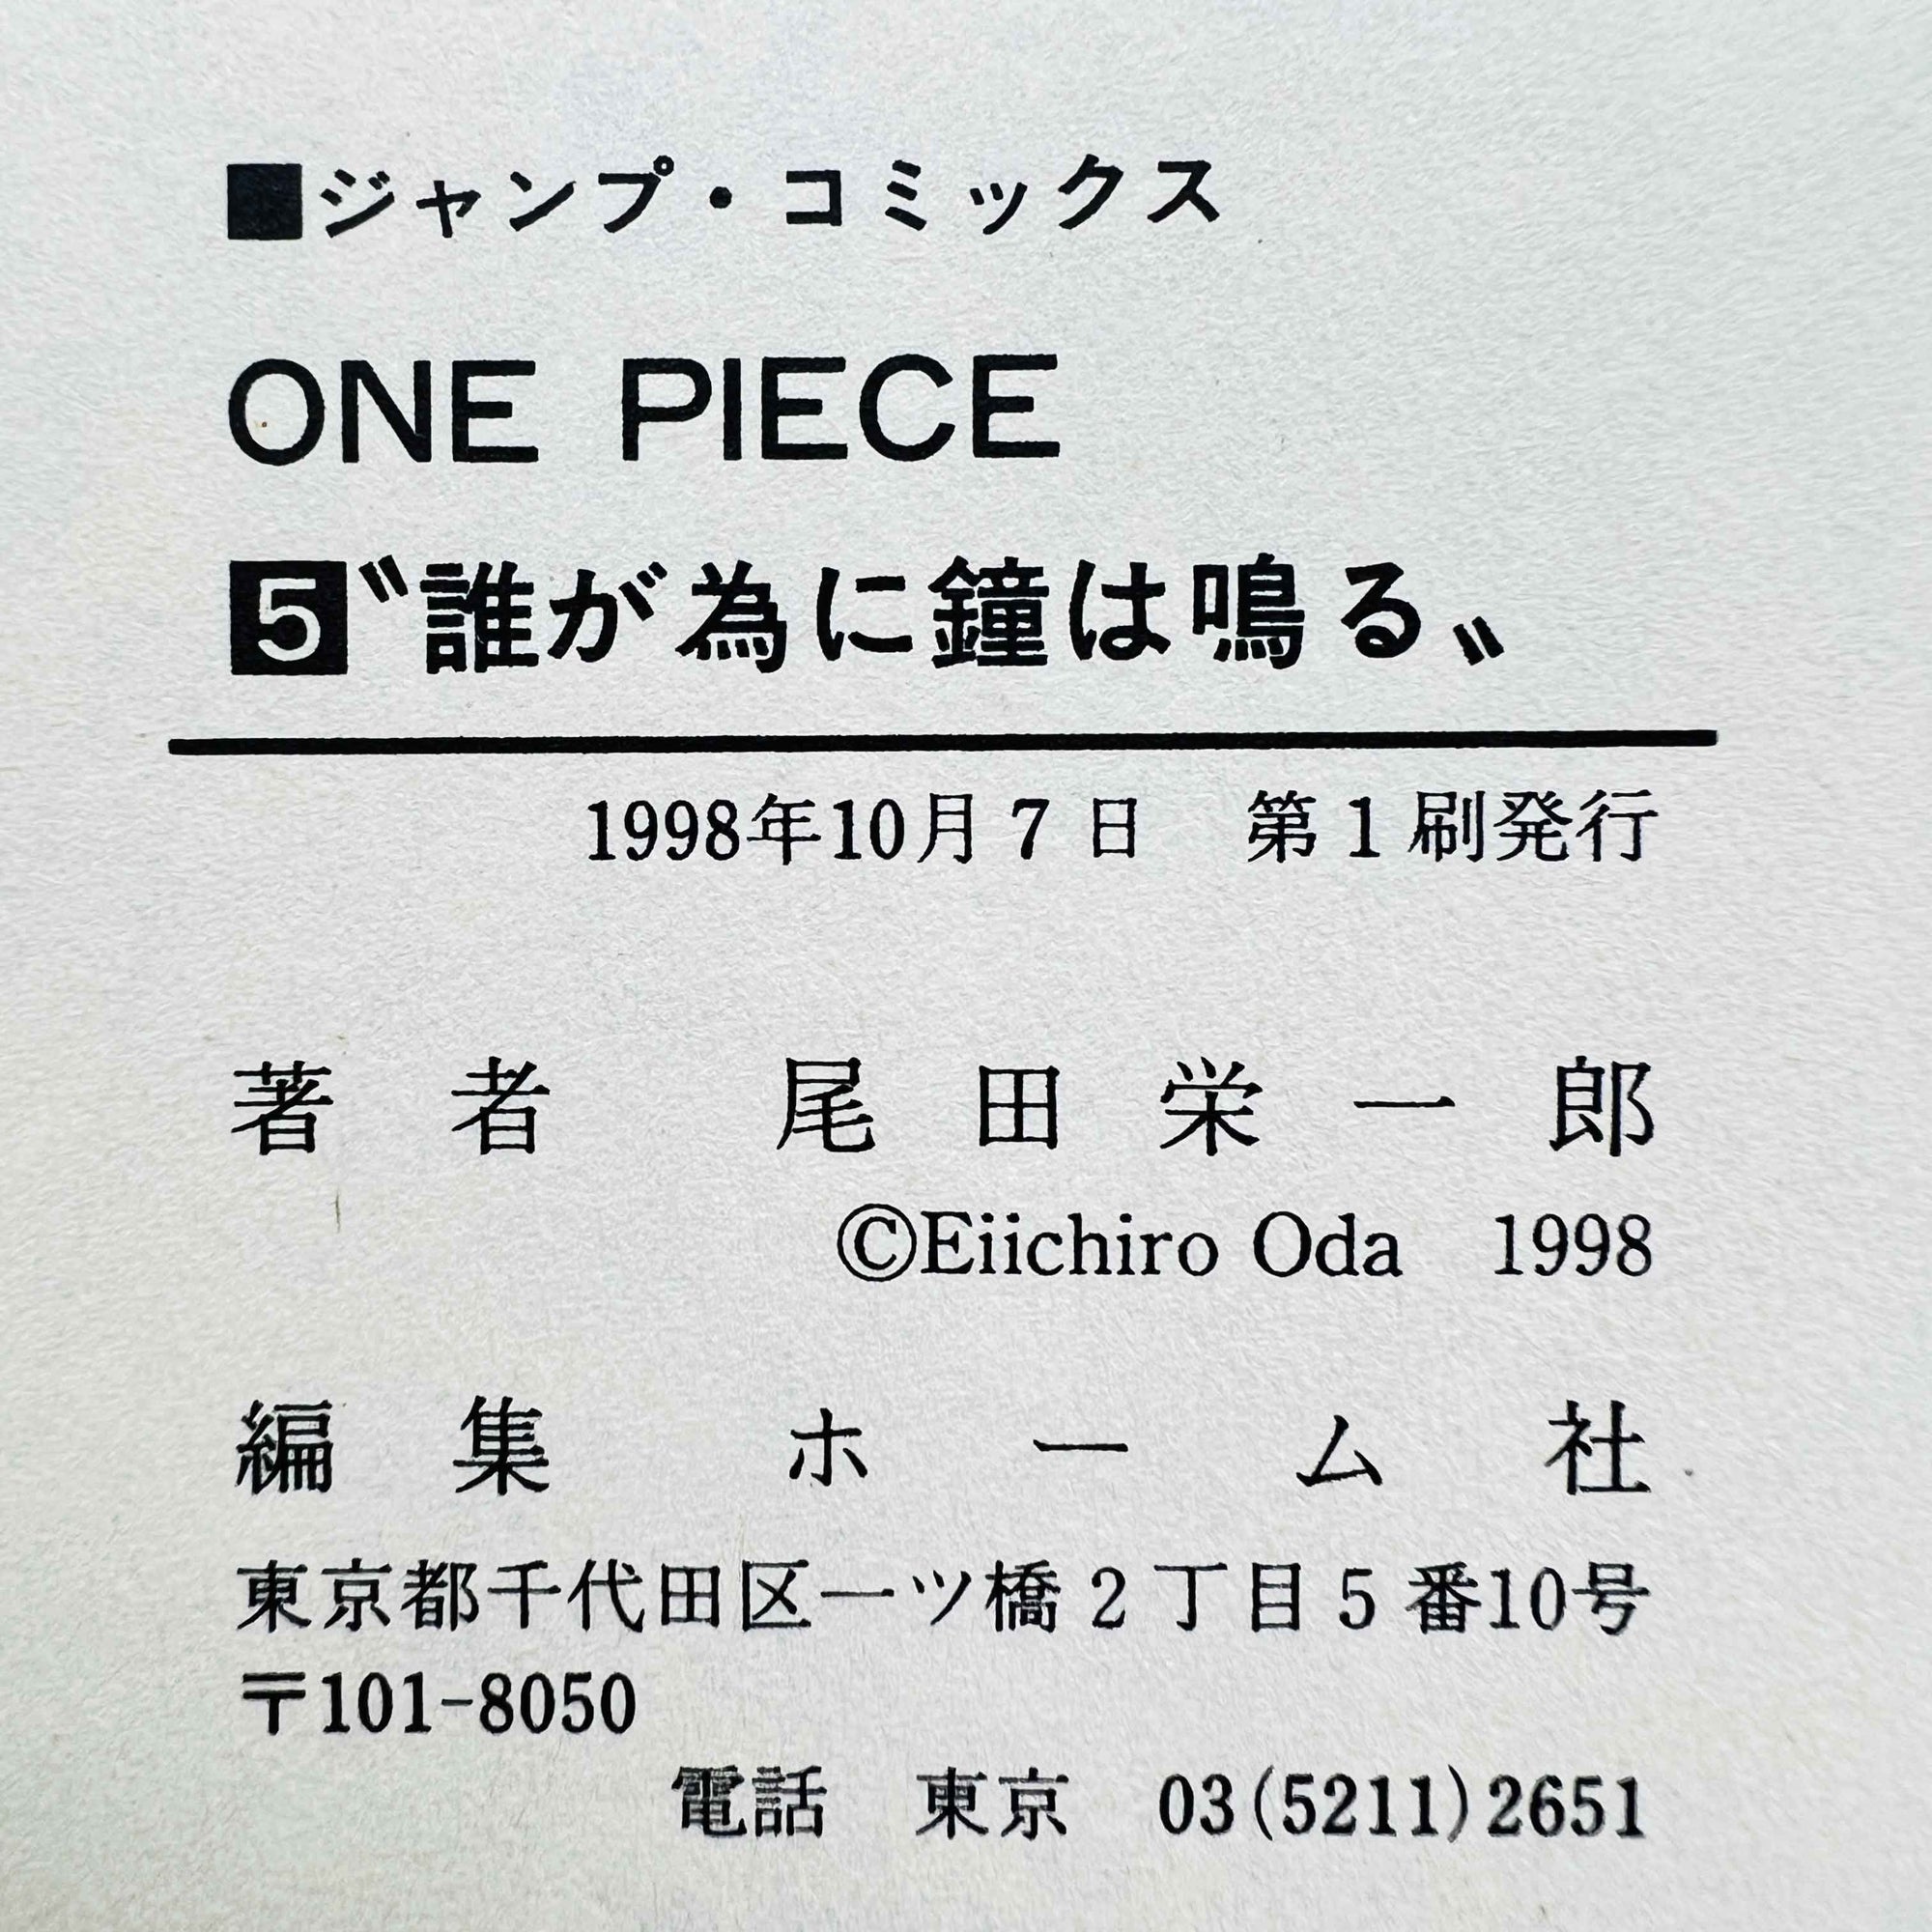 ■ジャンプ・コミックス
ONE PIECE
5〝誰が為に鐘は鳴る〟
1998年10月7日 第1刷発行
著者 尾田栄一郎
©Eiichiro Oda 1998
編集 ホーム社
東京都千代田区一ツ橋2丁目5番10号
〒101-8050
電話 東京 03(5211)2651